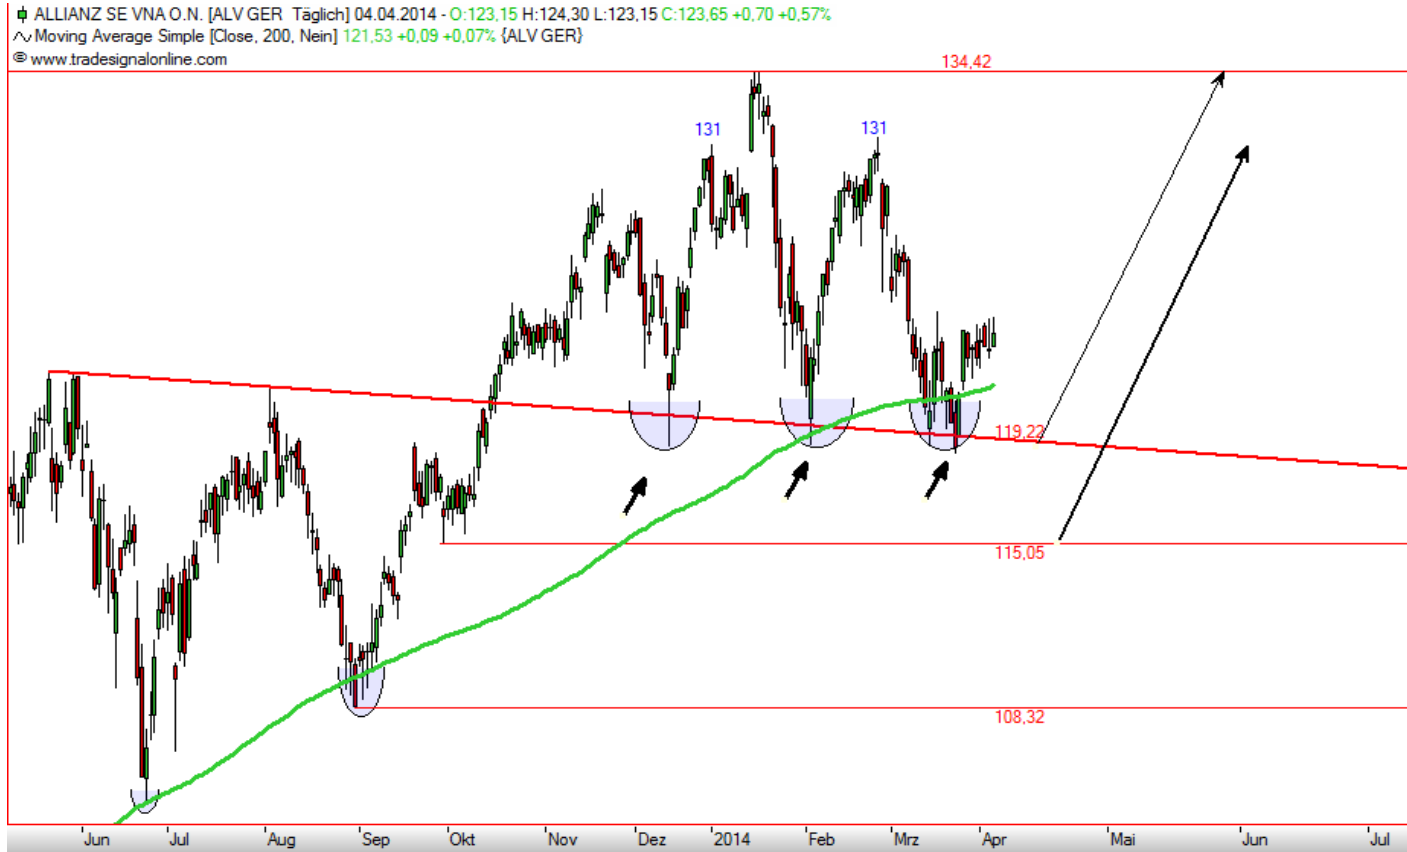 ALLIANZ SE VNA O.N. [ALV GER Täglich] 04.04.2014 - O:123,15 H:124,30 L:123,15 C:123,65 +0,70 +0,57%
Moving Average Simple [Close, 200, Nein] 121,53 +0,09 +0,07% {ALV GER}
© www.tradesignalonline.com
134,42
131
131
119,22
115,05
108,32
Jun Jul Aug Sep Okt Nov Dez 2014 Feb Mrz Apr Mai Jun Jul